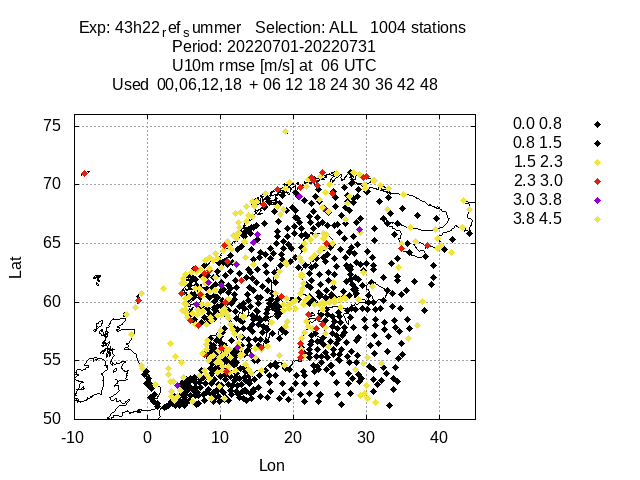 Exp: 43h22ref summer Selection: ALL 1004 stations
Period: 20220701-20220731
U10m rmse [m/s] at 06 UTC
Used 00,06,12,18 + 06 12 18 24 30 36 42 48
75
70
65
60
55
50
-10 0 10 20 30 40
Lat
Lon
0.0 0.8
0.8 1.5
1.5 2.3
2.3 3.0
3.0 3.8
3.8 4.5